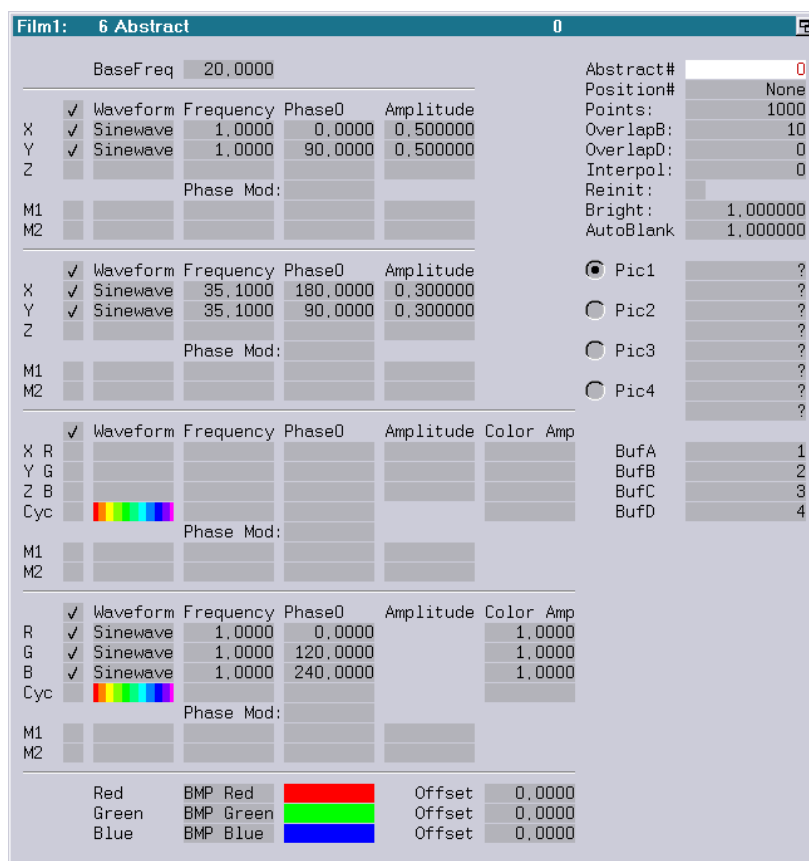 Film1: 6 Abstract 0
BaseFreq 20,0000
✓ Waveform Frequency Phase0 Amplitude
X ✓ Sinewave 1,0000 0,0000 0,500000
Y ✓ Sinewave 1,0000 90,0000 0,500000
Z
Phase Mod:
M1
M2
✓ Waveform Frequency Phase0 Amplitude
X ✓ Sinewave 35,1000 180,0000 0,300000
Y ✓ Sinewave 35,1000 90,0000 0,300000
Z
Phase Mod:
M1
M2
✓ Waveform Frequency Phase0 Amplitude Color Amp
X R
Y G
Z B
Cyc
Phase Mod:
M1
M2
✓ Waveform Frequency Phase0 Amplitude Color Amp
R ✓ Sinewave 1,0000 0,0000 1,0000
G ✓ Sinewave 1,0000 120,0000 1,0000
B ✓ Sinewave 1,0000 240,0000 1,0000
Cyc
Phase Mod:
M1
M2
Red BMP Red Offset 0,0000
Green BMP Green Offset 0,0000
Blue BMP Blue Offset 0,0000
Abstract# 0
Position# None
Points: 1000
OverlapB: 10
OverlapD: 0
Interpol: 0
Reinit:
Bright: 1,000000
AutoBlank 1,000000
Pic1 ?
?
Pic2 ?
?
Pic3 ?
?
Pic4 ?
?
BufA 1
BufB 2
BufC 3
BufD 4